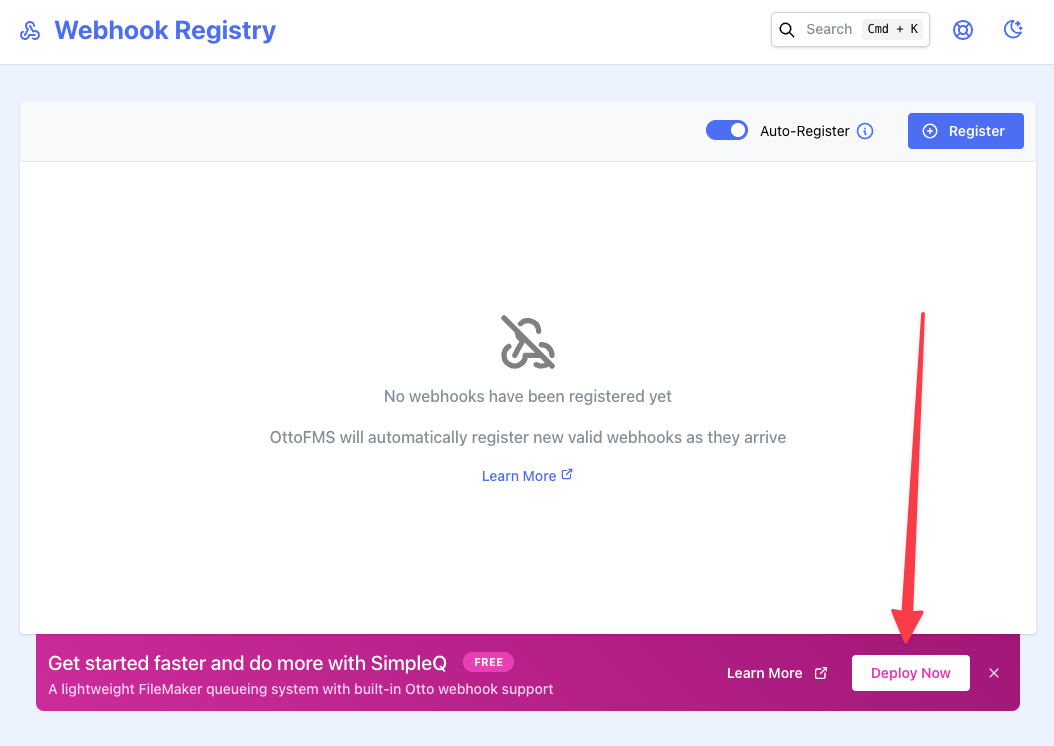 Webhook Registry
Search Cmd + K
Auto-Register
Register
No webhooks have been registered yet
OttoFMS will automatically register new valid webhooks as they arrive
Learn More
Get started faster and do more with SimpleQ FREE
A lightweight FileMaker queueing system with built-in Otto webhook support
Learn More
Deploy Now